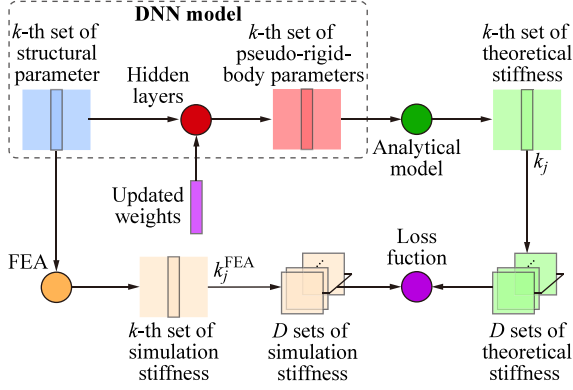 DNN model
k-th set of
structural
parameter
Hidden
layers
k-th set of
pseudo-rigid-
body parameters
k-th set of
theoretical
stiffness
Analytical
model
k_j
Updated
weights
FEA
k_j^FEA
Loss
fuction
k-th set of
simulation
stiffness
D sets of
simulation
stiffness
D sets of
theoretical
stiffness